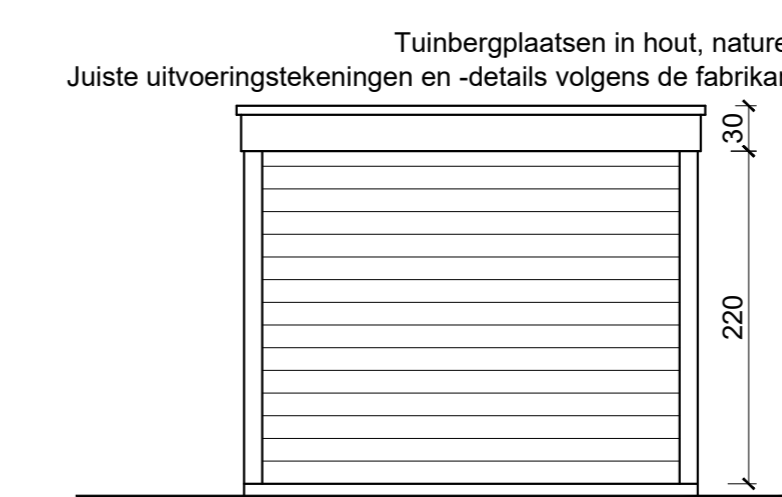 Tuinbergplaatsen in hout, nature
Juiste uitvoeringstekeningen en -details volgens de fabrikan
30
220